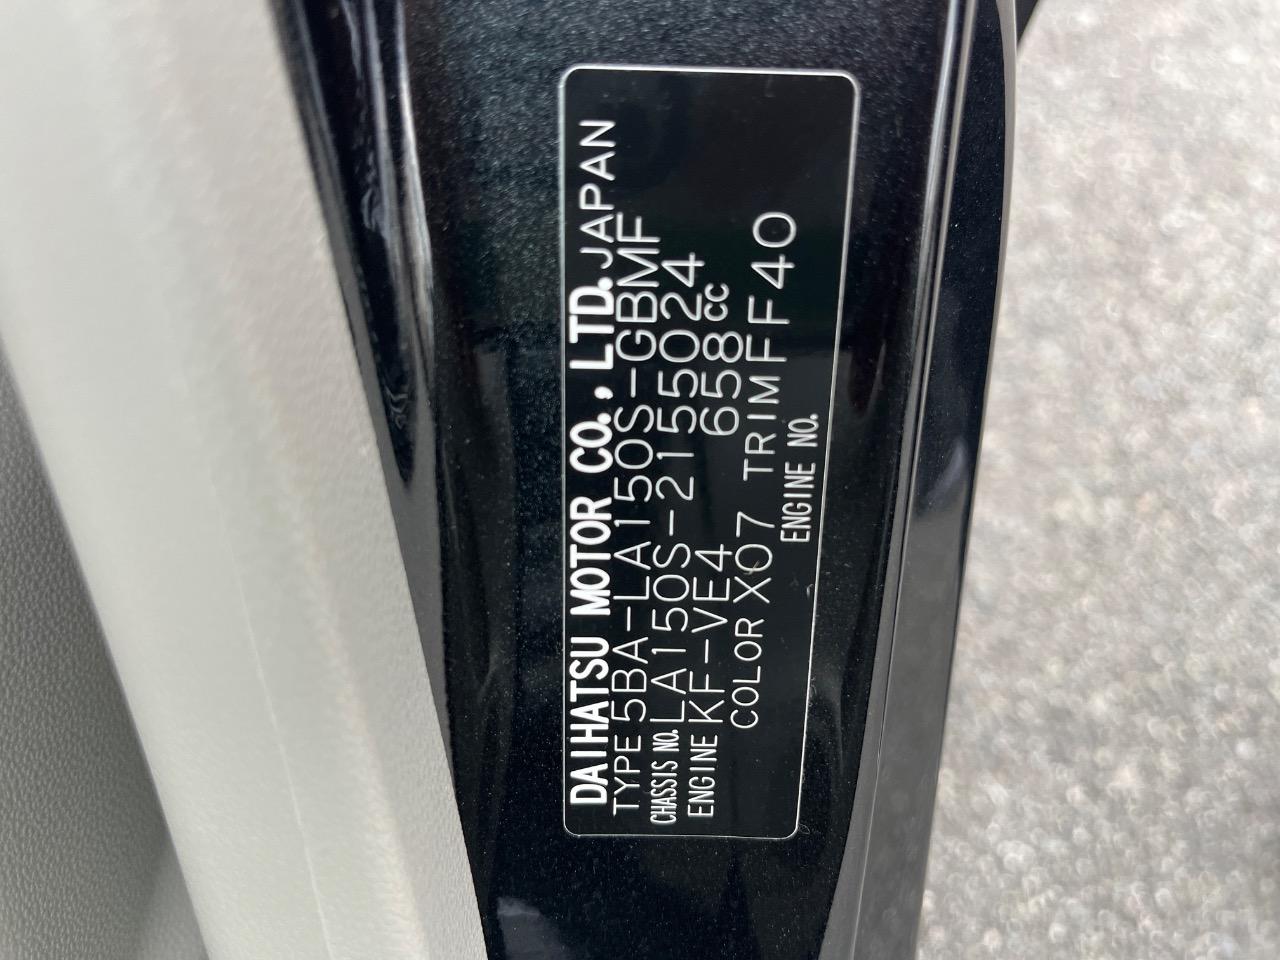 DAIHATSU MOTOR CO., LTD. JAPAN
TYPE 5BA-LA150S-GBMF
CHASSIS NO. LA150S-2155024
ENGINE KF-VE4 658cc
COLOR X07 TRIM FF40
ENGINE NO.